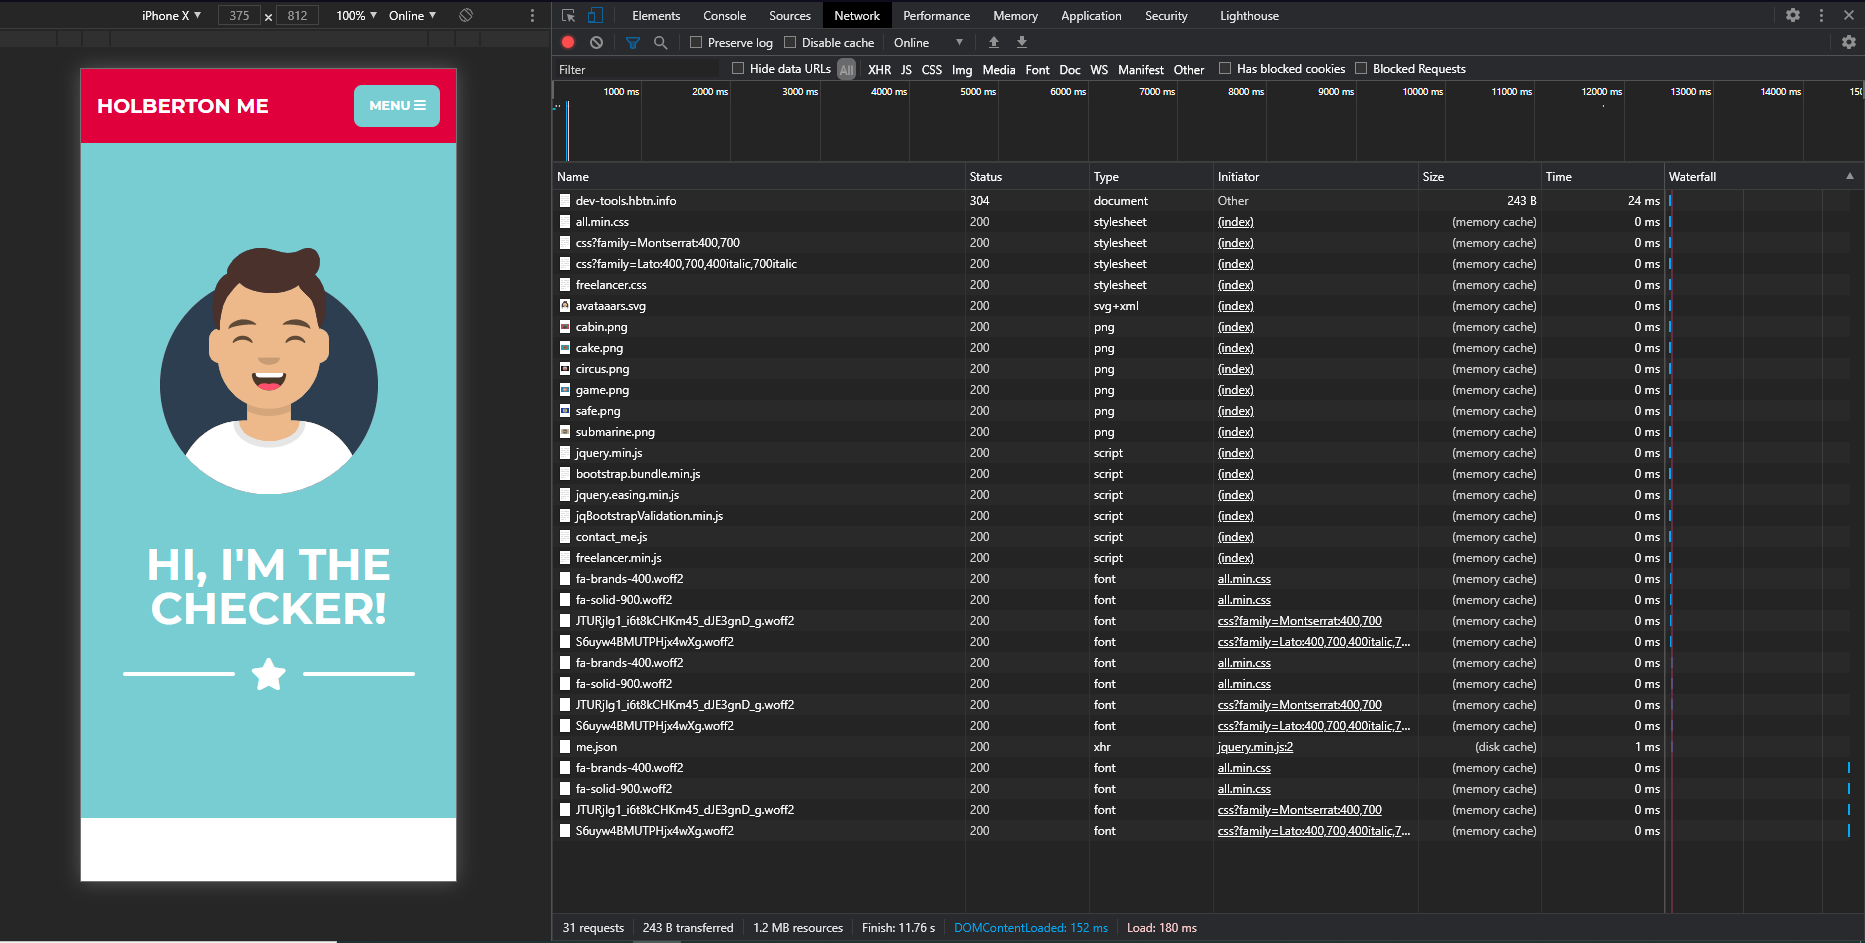 iPhone X ▼ 375 × 812 100% ▼ Online ▼
HOLBERTON ME
MENU
HI, I'M THE
CHECKER!
Elements Console Sources Network Performance Memory Application Security Lighthouse
Preserve log Disable cache Online ▼
Filter Hide data URLs All XHR JS CSS Img Media Font Doc WS Manifest Other Has blocked cookies Blocked Requests
1000 ms 2000 ms 3000 ms 4000 ms 5000 ms 6000 ms 7000 ms 8000 ms 9000 ms 10000 ms 11000 ms 12000 ms 13000 ms 14000 ms 150
Name Status Type Initiator Size Time Waterfall
dev-tools.hbtn.info 304 document Other 243 B 24 ms
all.min.css 200 stylesheet (index) (memory cache) 0 ms
css?family=Montserrat:400,700 200 stylesheet (index) (memory cache) 0 ms
css?family=Lato:400,700,400italic,700italic 200 stylesheet (index) (memory cache) 0 ms
freelancer.css 200 stylesheet (index) (memory cache) 0 ms
avataaars.svg 200 svg+xml (index) (memory cache) 0 ms
cabin.png 200 png (index) (memory cache) 0 ms
cake.png 200 png (index) (memory cache) 0 ms
circus.png 200 png (index) (memory cache) 0 ms
game.png 200 png (index) (memory cache) 0 ms
safe.png 200 png (index) (memory cache) 0 ms
submarine.png 200 png (index) (memory cache) 0 ms
jquery.min.js 200 script (index) (memory cache) 0 ms
bootstrap.bundle.min.js 200 script (index) (memory cache) 0 ms
jquery.easing.min.js 200 script (index) (memory cache) 0 ms
jqBootstrapValidation.min.js 200 script (index) (memory cache) 0 ms
contact_me.js 200 script (index) (memory cache) 0 ms
freelancer.min.js 200 script (index) (memory cache) 0 ms
fa-brands-400.woff2 200 font all.min.css (memory cache) 0 ms
fa-solid-900.woff2 200 font all.min.css (memory cache) 0 ms
JTURjIg1_i6t8kCHKm45_dJE3gnD_g.woff2 200 font css?family=Montserrat:400,700 (memory cache) 0 ms
S6uyw4BMUTPHjx4wXg.woff2 200 font css?family=Lato:400,700,400italic,7... (memory cache) 0 ms
fa-brands-400.woff2 200 font all.min.css (memory cache) 0 ms
fa-solid-900.woff2 200 font all.min.css (memory cache) 0 ms
JTURjIg1_i6t8kCHKm45_dJE3gnD_g.woff2 200 font css?family=Montserrat:400,700 (memory cache) 0 ms
S6uyw4BMUTPHjx4wXg.woff2 200 font css?family=Lato:400,700,400italic,7... (memory cache) 0 ms
me.json 200 xhr jquery.min.js:2 (disk cache) 1 ms
fa-brands-400.woff2 200 font all.min.css (memory cache) 0 ms
fa-solid-900.woff2 200 font all.min.css (memory cache) 0 ms
JTURjIg1_i6t8kCHKm45_dJE3gnD_g.woff2 200 font css?family=Montserrat:400,700 (memory cache) 0 ms
S6uyw4BMUTPHjx4wXg.woff2 200 font css?family=Lato:400,700,400italic,7... (memory cache) 0 ms
31 requests 243 B transferred 1.2 MB resources Finish: 11.76 s DOMContentLoaded: 152 ms Load: 180 ms